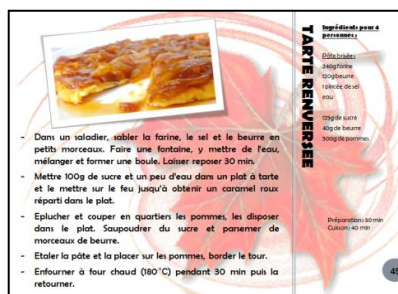 TARTE RENVERSEE
Ingrédients pour 4
personnes :
Pâte brisée :
240g farine
120g beurre
1 pincée de sel
eau
125g de sucre
40g de beurre
500g de pommes
Préparation : 30 min
Cuisson : 40 min
- Dans un saladier, sabler la farine, le sel et le beurre en
petits morceaux. Faire une fontaine, y mettre de l'eau,
mélanger et former une boule. Laisser reposer 30 min.
- Mettre 100g de sucre et un peu d'eau dans un plat à tarte
et le mettre sur le feu jusqu'à obtenir un caramel roux
réparti dans le plat.
- Eplucher et couper en quartiers les pommes, les disposer
dans le plat. Saupoudrer du sucre et parsemer de
morceaux de beurre.
- Etaler la pâte et la placer sur les pommes, border le tour.
- Enfourner à four chaud (180°C) pendant 30 min puis la
retourner.